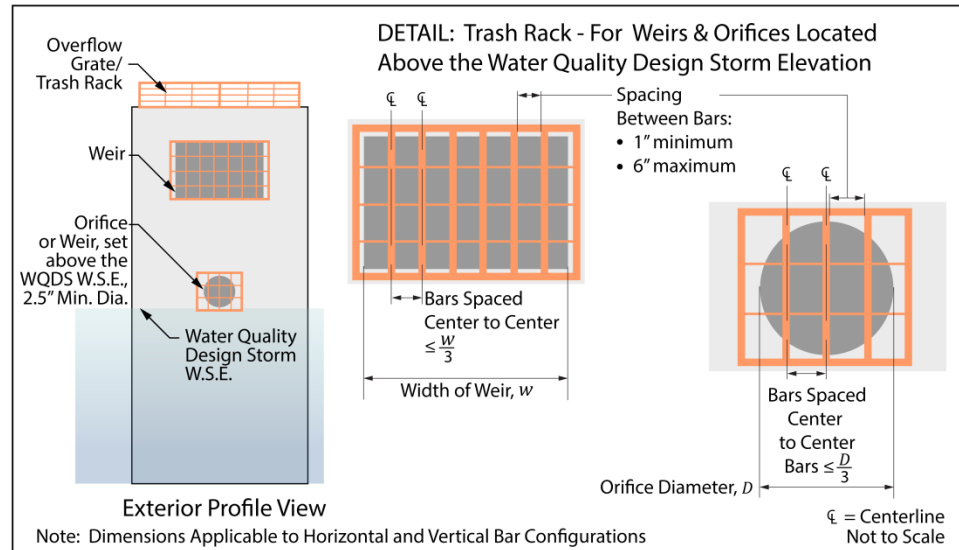 DETAIL: Trash Rack - For Weirs & Orifices Located
Above the Water Quality Design Storm Elevation
Overflow
Grate/
Trash Rack
Weir
Orifice
or Weir, set
above the
WQDS W.S.E.,
2.5" Min. Dia.
Water Quality
Design Storm
W.S.E.
Exterior Profile View
℄ ℄
Spacing
Between Bars:
• 1" minimum
• 6" maximum
Bars Spaced
Center to Center
≤ w/3
Width of Weir, w
℄ ℄
Bars Spaced
Center
to Center
Bars ≤ D/3
Orifice Diameter, D
℄ = Centerline
Not to Scale
Note: Dimensions Applicable to Horizontal and Vertical Bar Configurations